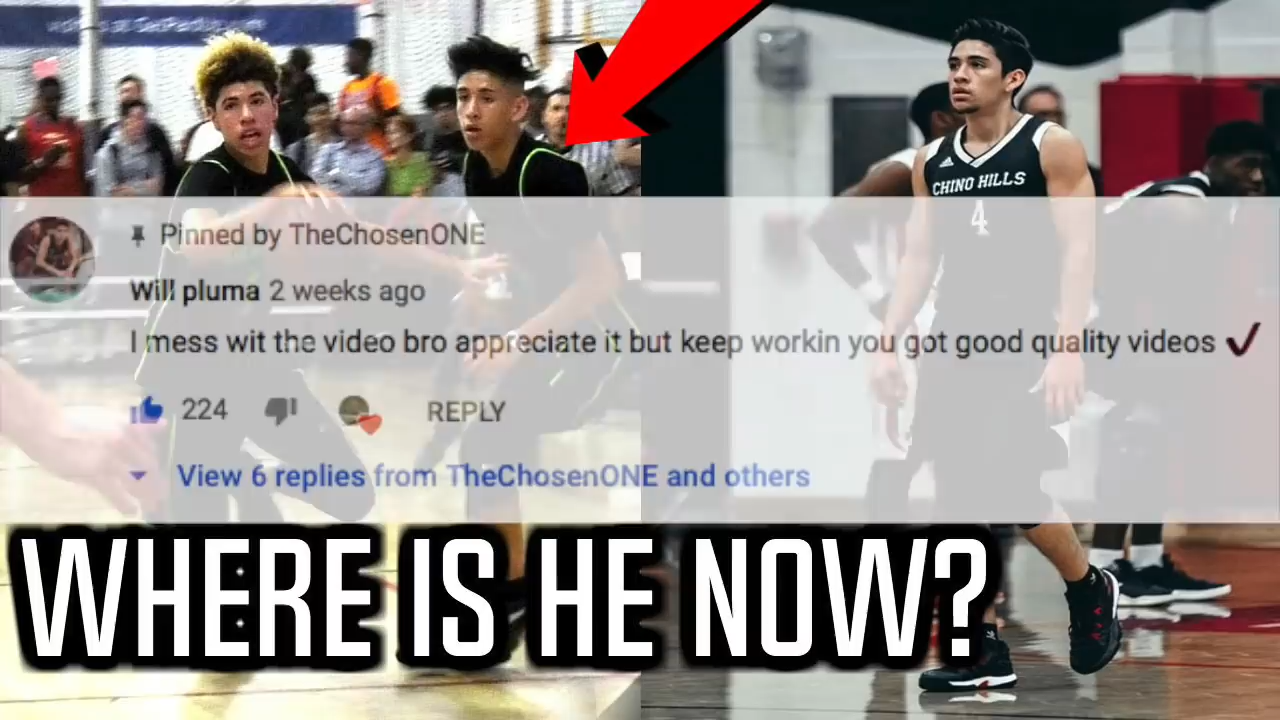 Pinned by TheChosenONE
Will pluma 2 weeks ago
I mess wit the video bro appreciate it but keep workin you got good quality videos
224 REPLY
View 6 replies from TheChosenONE and others
CHINO HILLS
4
WHERE IS HE NOW?